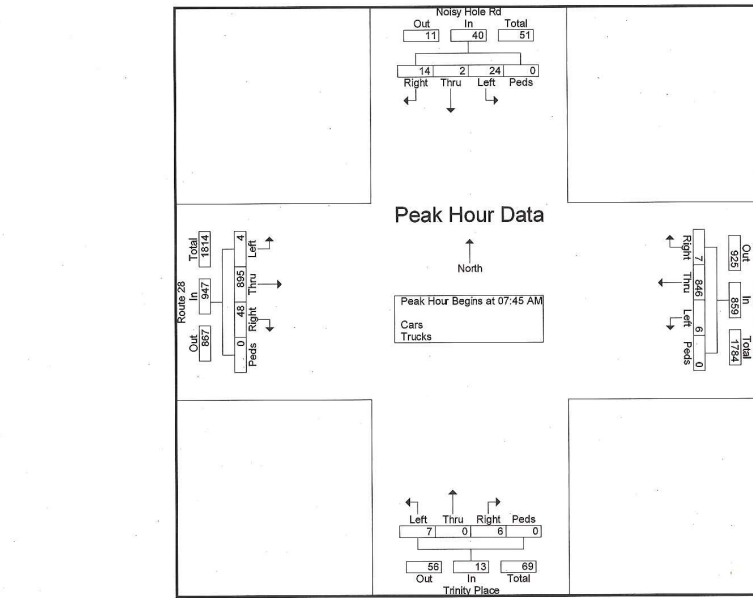 Noisy Hole Rd
Out In Total
11 40 51
14 2 24 0
Right Thru Left Peds
Peak Hour Data
North
Peak Hour Begins at 07:45 AM
Cars
Trucks
Route 28
Out In Total
867 947 1814
0 48 895 4
Peds Right Thru Left
Out In Total
925 859 1784
7 846 6 0
Right Thru Left Peds
Left Thru Right Peds
7 0 6 0
56 13 69
Out In Total
Trinity Place